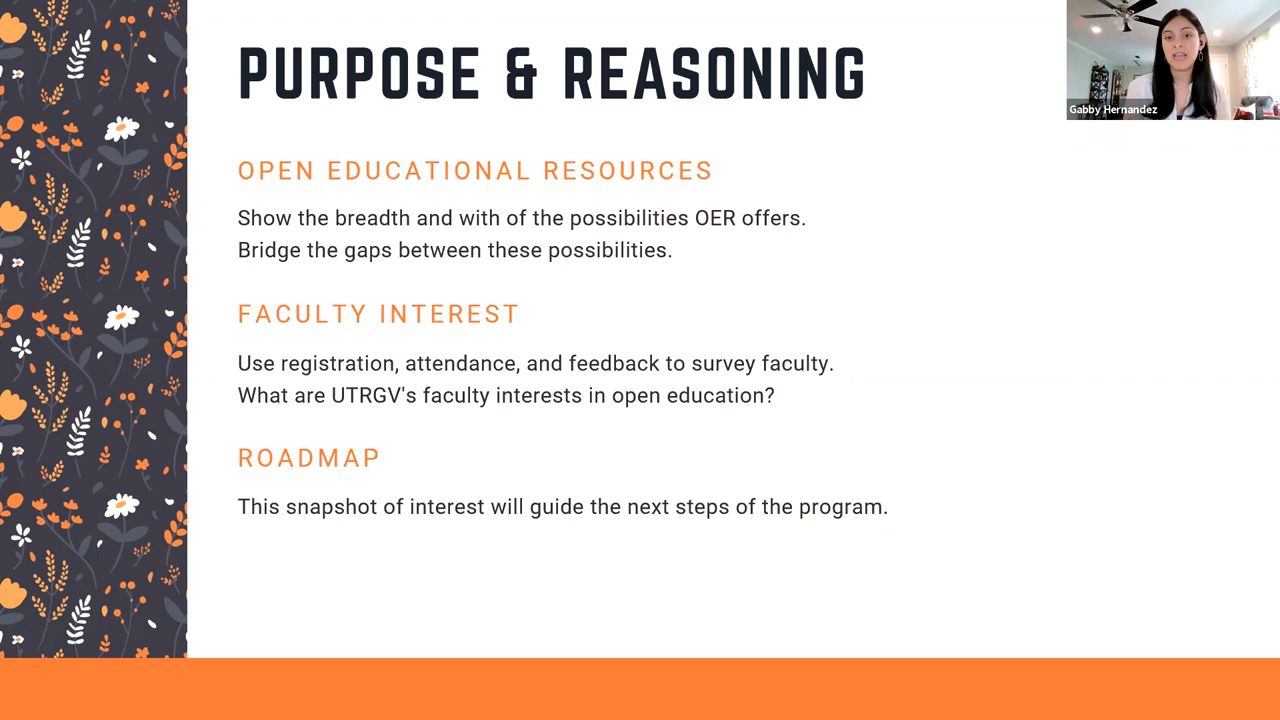 PURPOSE & REASONING
Gabby Hernandez
OPEN EDUCATIONAL RESOURCES
Show the breadth and with of the possibilities OER offers.
Bridge the gaps between these possibilities.
FACULTY INTEREST
Use registration, attendance, and feedback to survey faculty.
What are UTRGV's faculty interests in open education?
ROADMAP
This snapshot of interest will guide the next steps of the program.